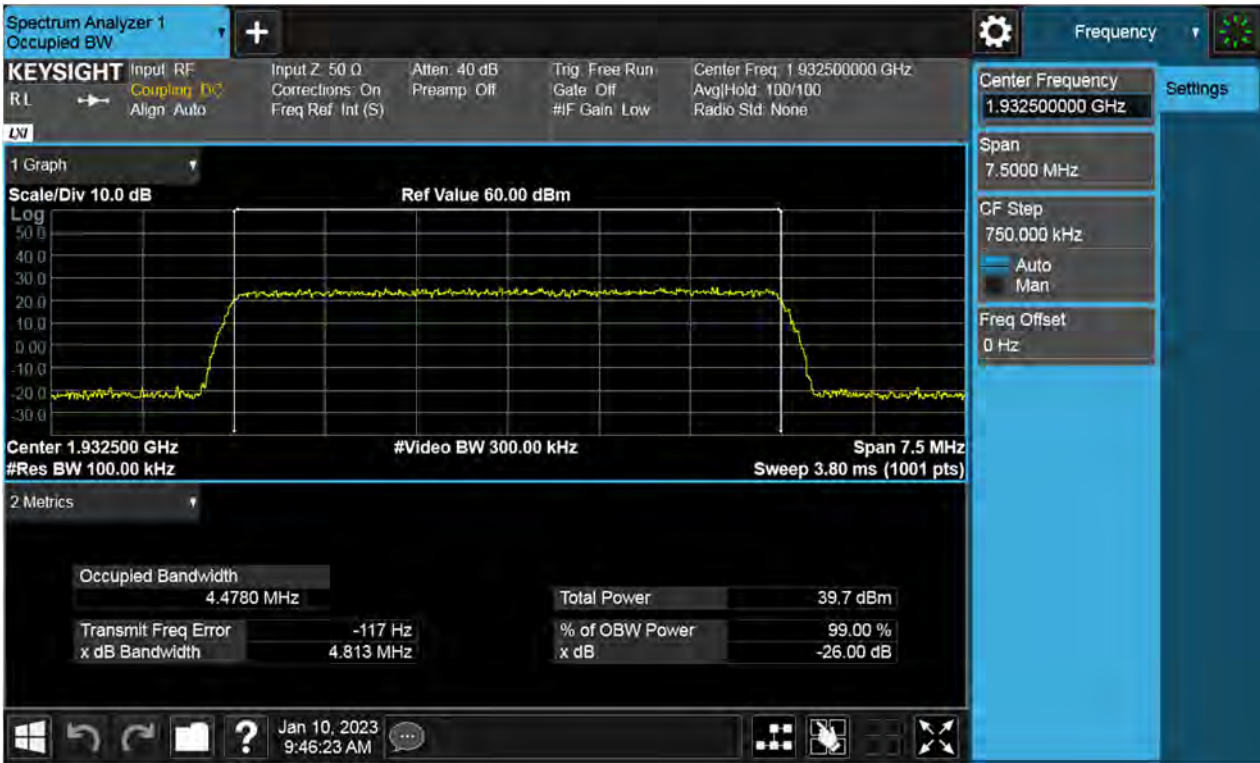 Spectrum Analyzer 1
Occupied BW
+
Frequency
KEYSIGHT
R L
LXI
Input: RF
Coupling: DC
Align: Auto
Input Z: 50 Ω
Corrections: On
Freq Ref: Int (S)
Atten: 40 dB
Preamp: Off
Trig: Free Run
Gate: Off
#IF Gain: Low
Center Freq: 1.932500000 GHz
Avg|Hold: 100/100
Radio Std: None
Center Frequency
1.932500000 GHz
Settings
Span
7.5000 MHz
CF Step
750.000 kHz
Auto
Man
Freq Offset
0 Hz
1 Graph
Scale/Div 10.0 dB
Ref Value 60.00 dBm
Log
50.0
40.0
30.0
20.0
10.0
0.00
-10.0
-20.0
-30.0
Center 1.932500 GHz
#Video BW 300.00 kHz
Span 7.5 MHz
#Res BW 100.00 kHz
Sweep 3.80 ms (1001 pts)
2 Metrics
Occupied Bandwidth
4.4780 MHz
Total Power
39.7 dBm
Transmit Freq Error
-117 Hz
% of OBW Power
99.00 %
x dB Bandwidth
4.813 MHz
x dB
-26.00 dB
?
Jan 10, 2023
9:46:23 AM